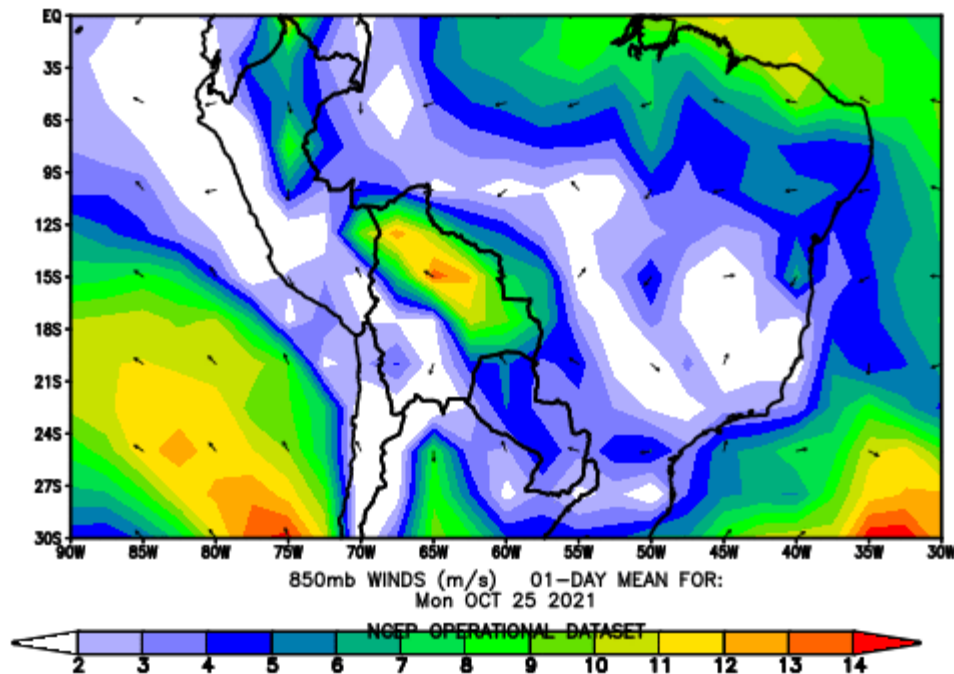 EQ
3S
6S
9S
12S
15S
18S
21S
24S
27S
30S
90W 85W 80W 75W 70W 65W 60W 55W 50W 45W 40W 35W 30W
850mb WINDS (m/s) 01-DAY MEAN FOR:
Mon OCT 25 2021
NCEP OPERATIONAL DATASET
2 3 4 5 6 7 8 9 10 11 12 13 14